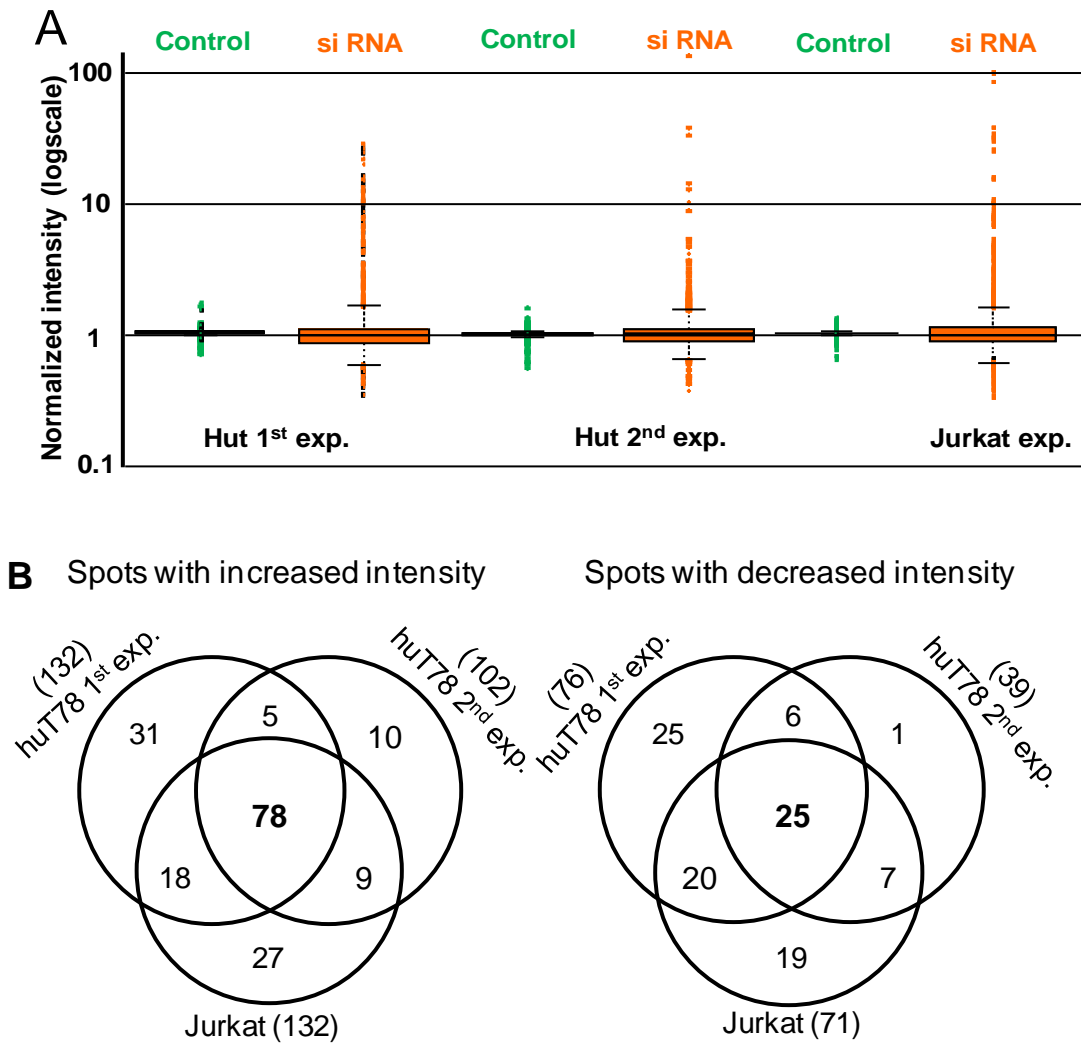 A
Control si RNA Control si RNA Control si RNA
Normalized intensity (logscale)
100
10
1
0.1
Hut 1st exp. Hut 2nd exp. Jurkat exp.
B Spots with increased intensity Spots with decreased intensity
(132)
huT78 1st exp.
(102)
huT78 2nd exp.
31 5 10
78
18 9
27
Jurkat (132)
(76)
huT78 1st exp.
(39)
huT78 2nd exp.
25 6 1
25
20 7
19
Jurkat (71)